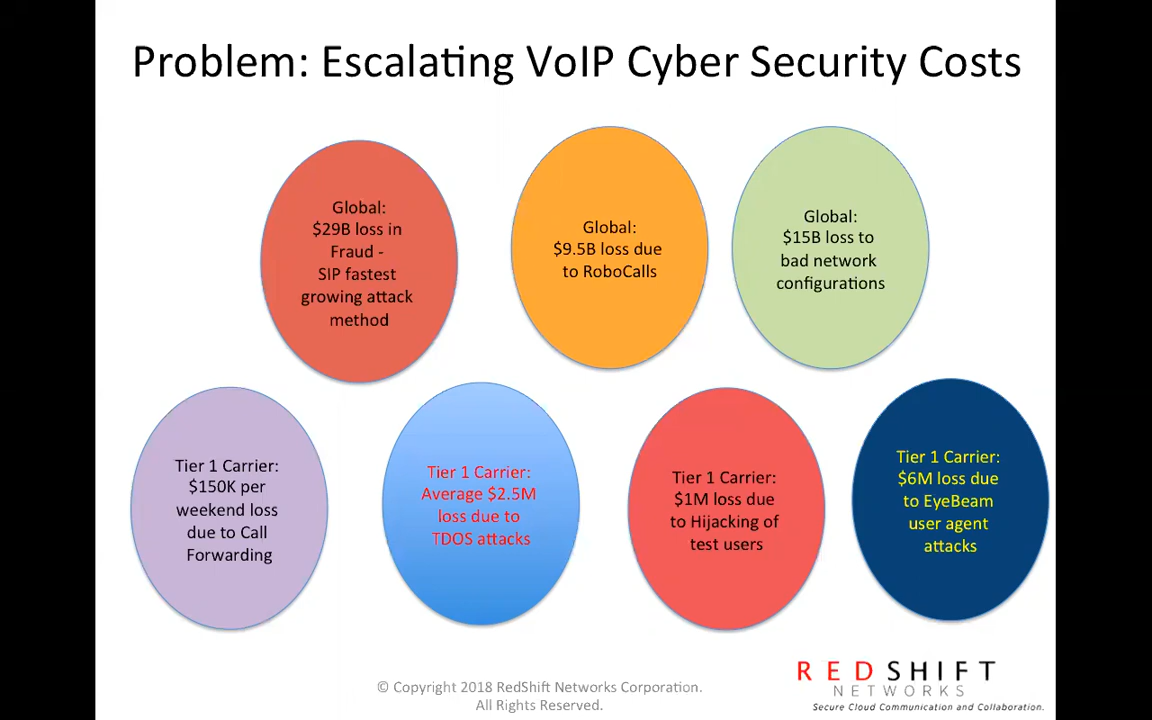 Problem: Escalating VoIP Cyber Security Costs
Global:
$29B loss in
Fraud -
SIP fastest
growing attack
method
Global:
$9.5B loss due
to RoboCalls
Global:
$15B loss to
bad network
configurations
Tier 1 Carrier:
$150K per
weekend loss
due to Call
Forwarding
Tier 1 Carrier:
Average $2.5M
loss due to
TDOS attacks
Tier 1 Carrier:
$1M loss due
to Hijacking of
test users
Tier 1 Carrier:
$6M loss due
to EyeBeam
user agent
attacks
© Copyright 2018 RedShift Networks Corporation.
All Rights Reserved.
REDSHIFT
NETWORKS
Secure Cloud Communication and Collaboration.